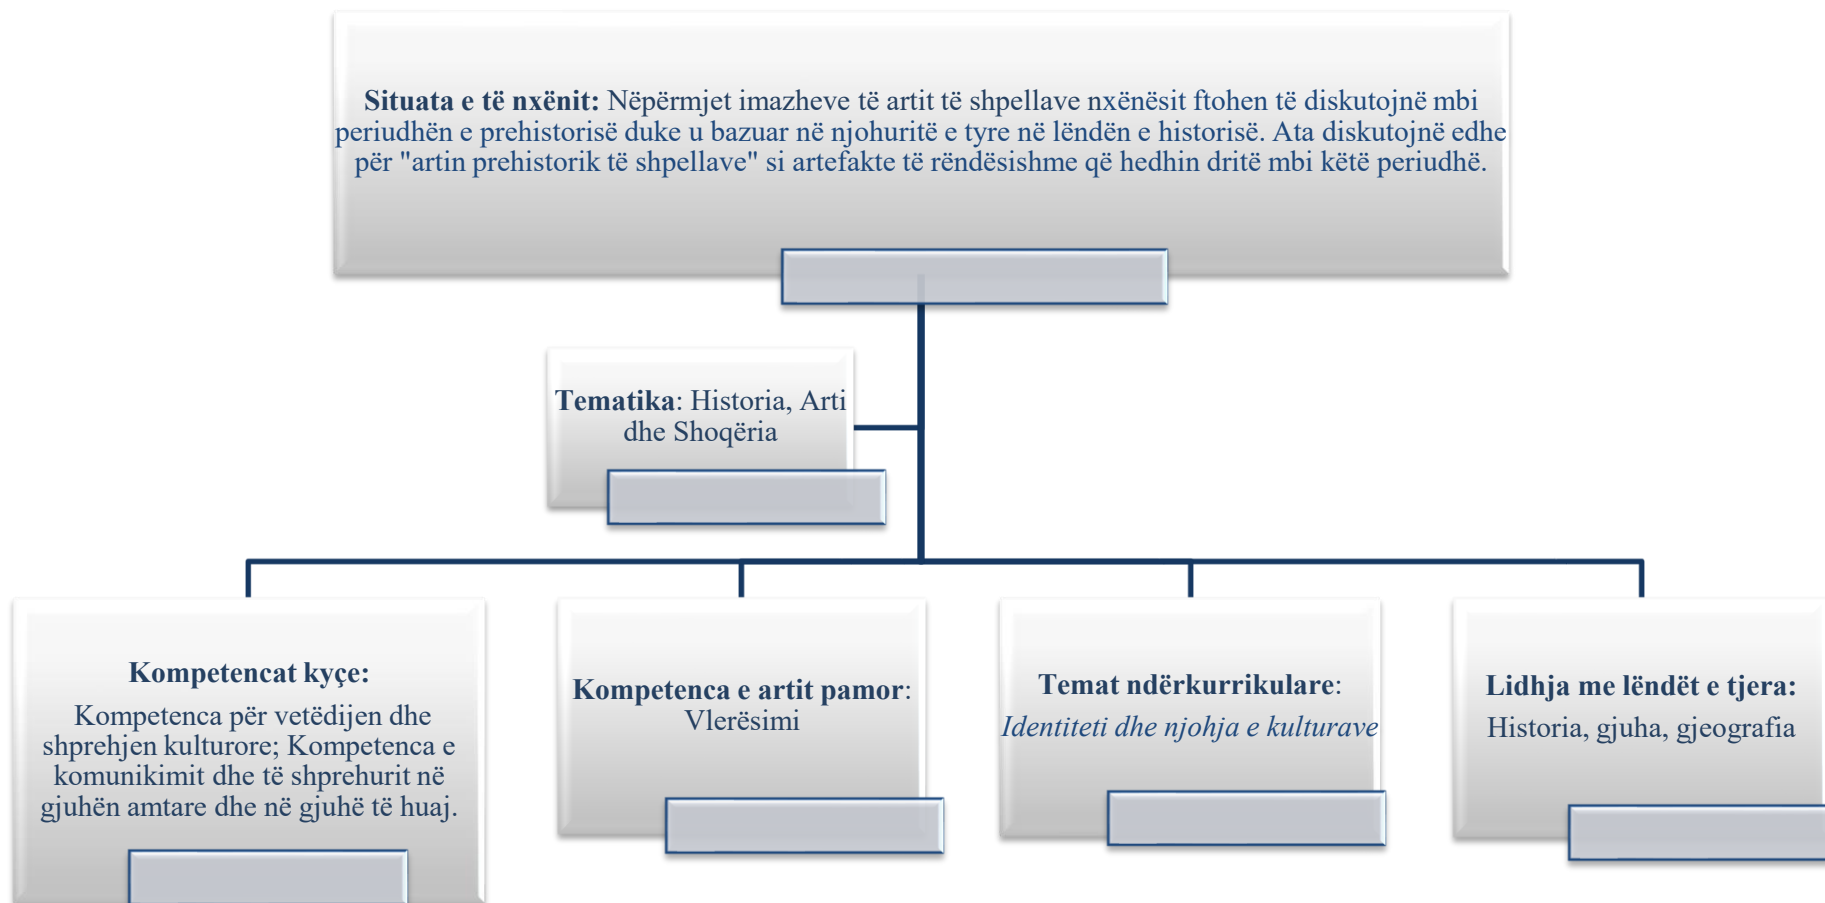 Situata e të nxënit: Nëpërmjet imazheve të artit të shpellave nxënësit ftohen të diskutojnë mbi
periudhën e prehistorisë duke u bazuar në njohuritë e tyre në lëndën e historisë. Ata diskutojnë edhe
për "artin prehistorik të shpellave" si artefakte të rëndësishme që hedhin dritë mbi këtë periudhë.
Tematika: Historia, Arti
dhe Shoqëria
Kompetencat kyçe:
Kompetenca për vetëdijen dhe
shprehjen kulturore; Kompetenca e
komunikimit dhe të shprehurit në
gjuhën amtare dhe në gjuhë të huaj.
Kompetenca e artit pamor:
Vlerësimi
Temat ndërkurrikulare:
Identiteti dhe njohja e kulturave
Lidhja me lëndët e tjera:
Historia, gjuha, gjeografia